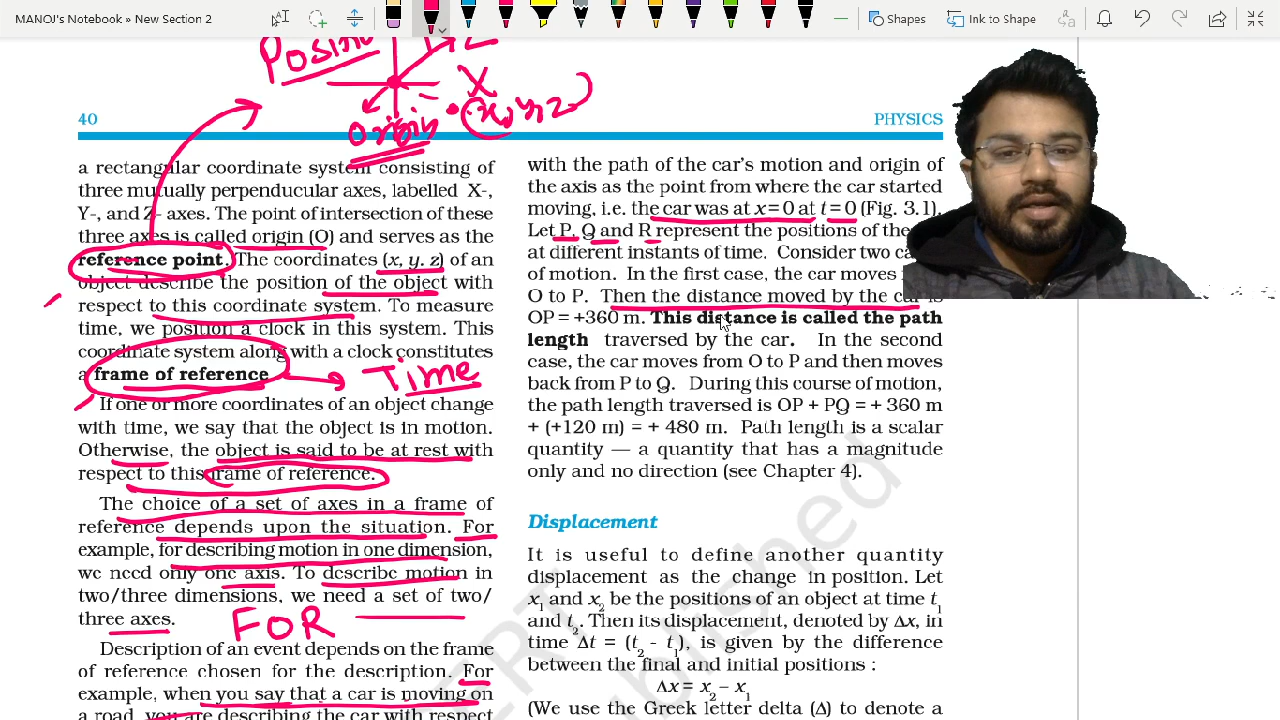 MANOJ's Notebook » New Section 2
Shapes
Ink to Shape
Position
X
Origin
(x, y, z)
40
PHYSICS
a rectangular coordinate system consisting of
three mutually perpenducular axes, labelled X-,
Y-, and Z- axes. The point of intersection of these
three axes is called origin (O) and serves as the
reference point. The coordinates (x, y. z) of an
object describe the position of the object with
respect to this coordinate system. To measure
time, we position a clock in this system. This
coordinate system along with a clock constitutes
a frame of reference
Time
If one or more coordinates of an object change
with time, we say that the object is in motion.
Otherwise, the object is said to be at rest with
respect to this frame of reference.
The choice of a set of axes in a frame of
reference depends upon the situation. For
example, for describing motion in one dimension,
we need only one axis. To describe motion in
two/three dimensions, we need a set of two/
three axes.
FOR
Description of an event depends on the frame
of reference chosen for the description. For
example, when you say that a car is moving on
a road, you are describing the car with respect
with the path of the car's motion and origin of
the axis as the point from where the car started
moving, i.e. the car was at x = 0 at t = 0 (Fig. 3.1).
Let P, Q and R represent the positions of the
at different instants of time. Consider two
of motion. In the first case, the car moves
O to P. Then the distance moved by the car is
OP = +360 m. This distance is called the path
length traversed by the car. In the second
case, the car moves from O to P and then moves
back from P to Q. During this course of motion,
the path length traversed is OP + PQ = + 360 m
+ (+120 m) = + 480 m. Path length is a scalar
quantity — a quantity that has a magnitude
only and no direction (see Chapter 4).
Displacement
It is useful to define another quantity
displacement as the change in position. Let
x₁ and x₂ be the positions of an object at time t₁
and t₂. Then its displacement, denoted by Δx, in
time Δt = (t₂ - t₁), is given by the difference
between the final and initial positions :
Δx = x₂ – x₁
(We use the Greek letter delta (Δ) to denote a